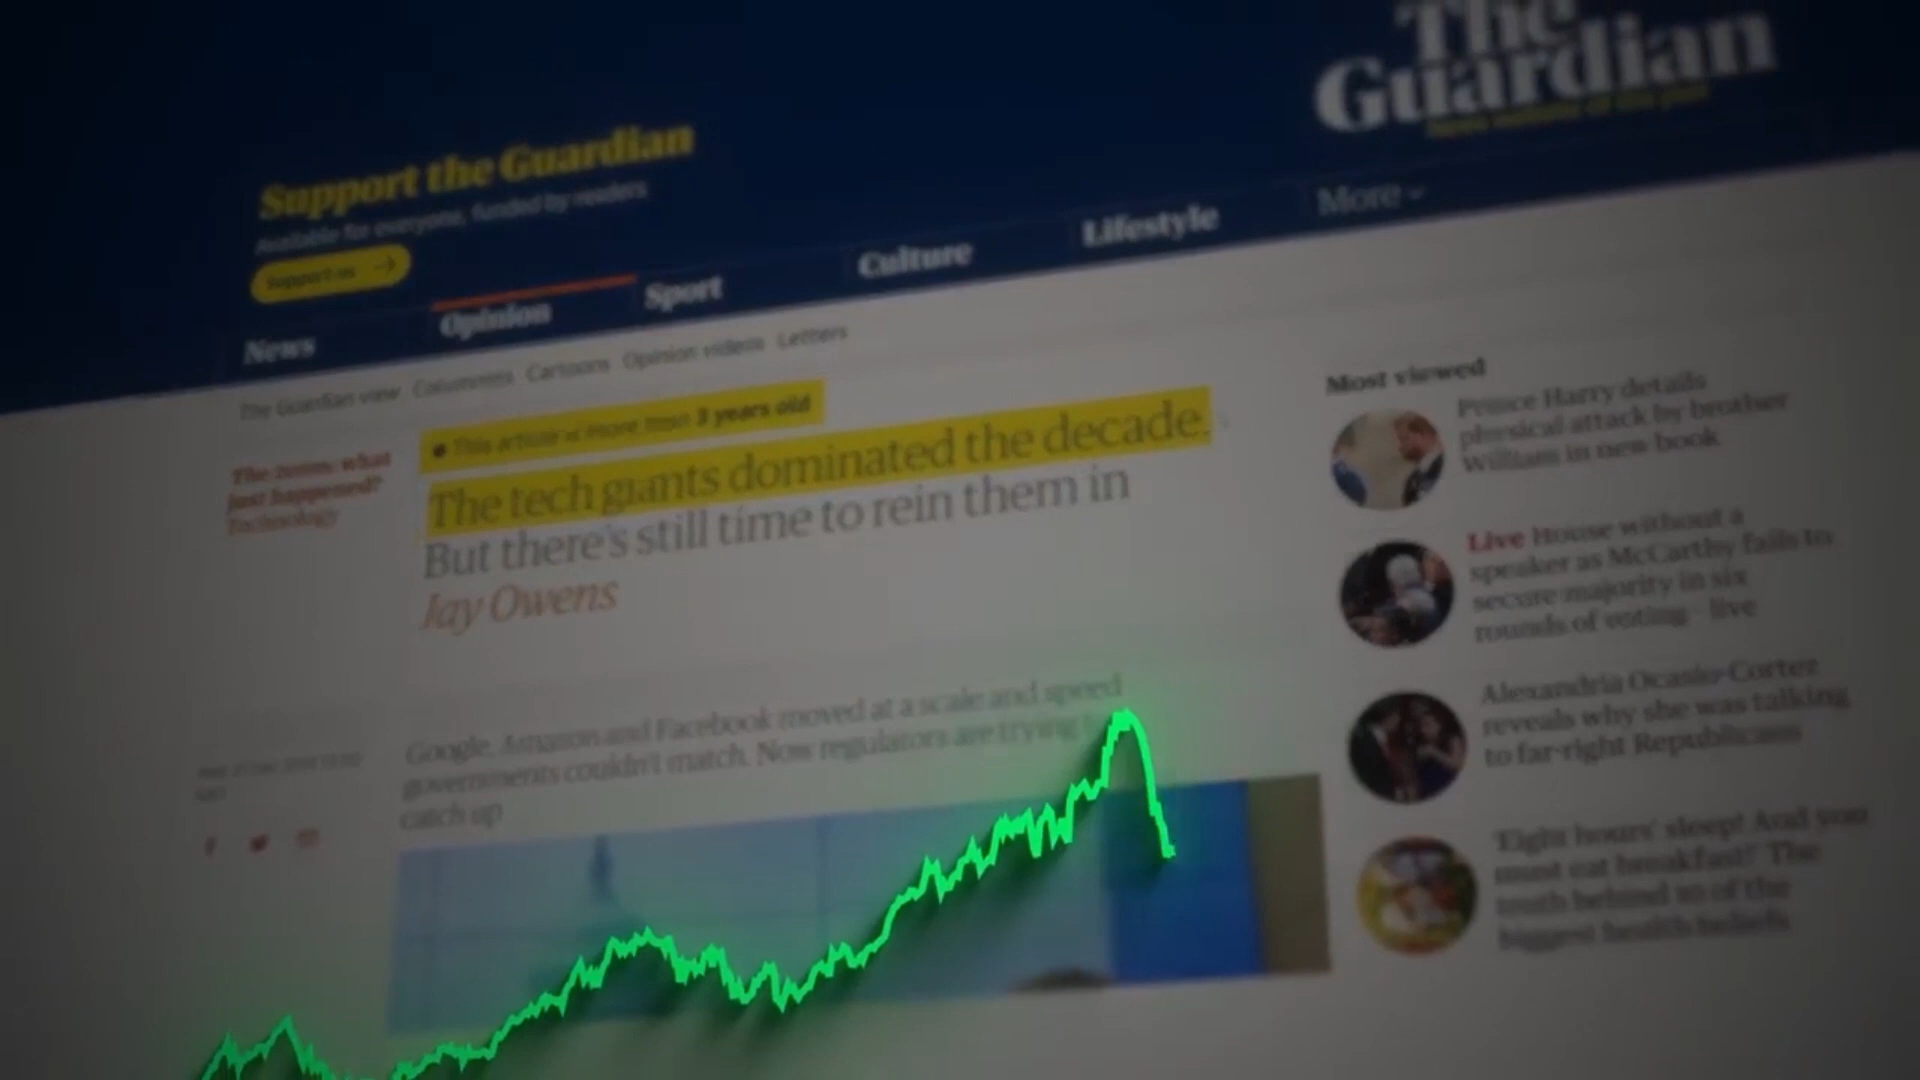 The
Guardian
Support the Guardian
Available for everyone, funded by readers
Support us
News
Opinion
Sport
Culture
Lifestyle
More
The Guardian view
Columnists
Cartoons
Opinion videos
Letters
This article is more than 3 years old
The 2010s: what
just happened?
Technology
The tech giants dominated the decade.
But there's still time to rein them in
Jay Owens
Google, Amazon and Facebook moved at a scale and speed
governments couldn't match. Now regulators are trying
catch up
Most viewed
Prince Harry details
physical attack by brother
William in new book
Live House without a
speaker as McCarthy fails to
secure majority in six
rounds of voting - live
Alexandria Ocasio-Cortez
reveals why she was talking
to far-right Republicans
'Eight hours' sleep! And you
must eat breakfast!' The
truth behind 10 of the
biggest health beliefs